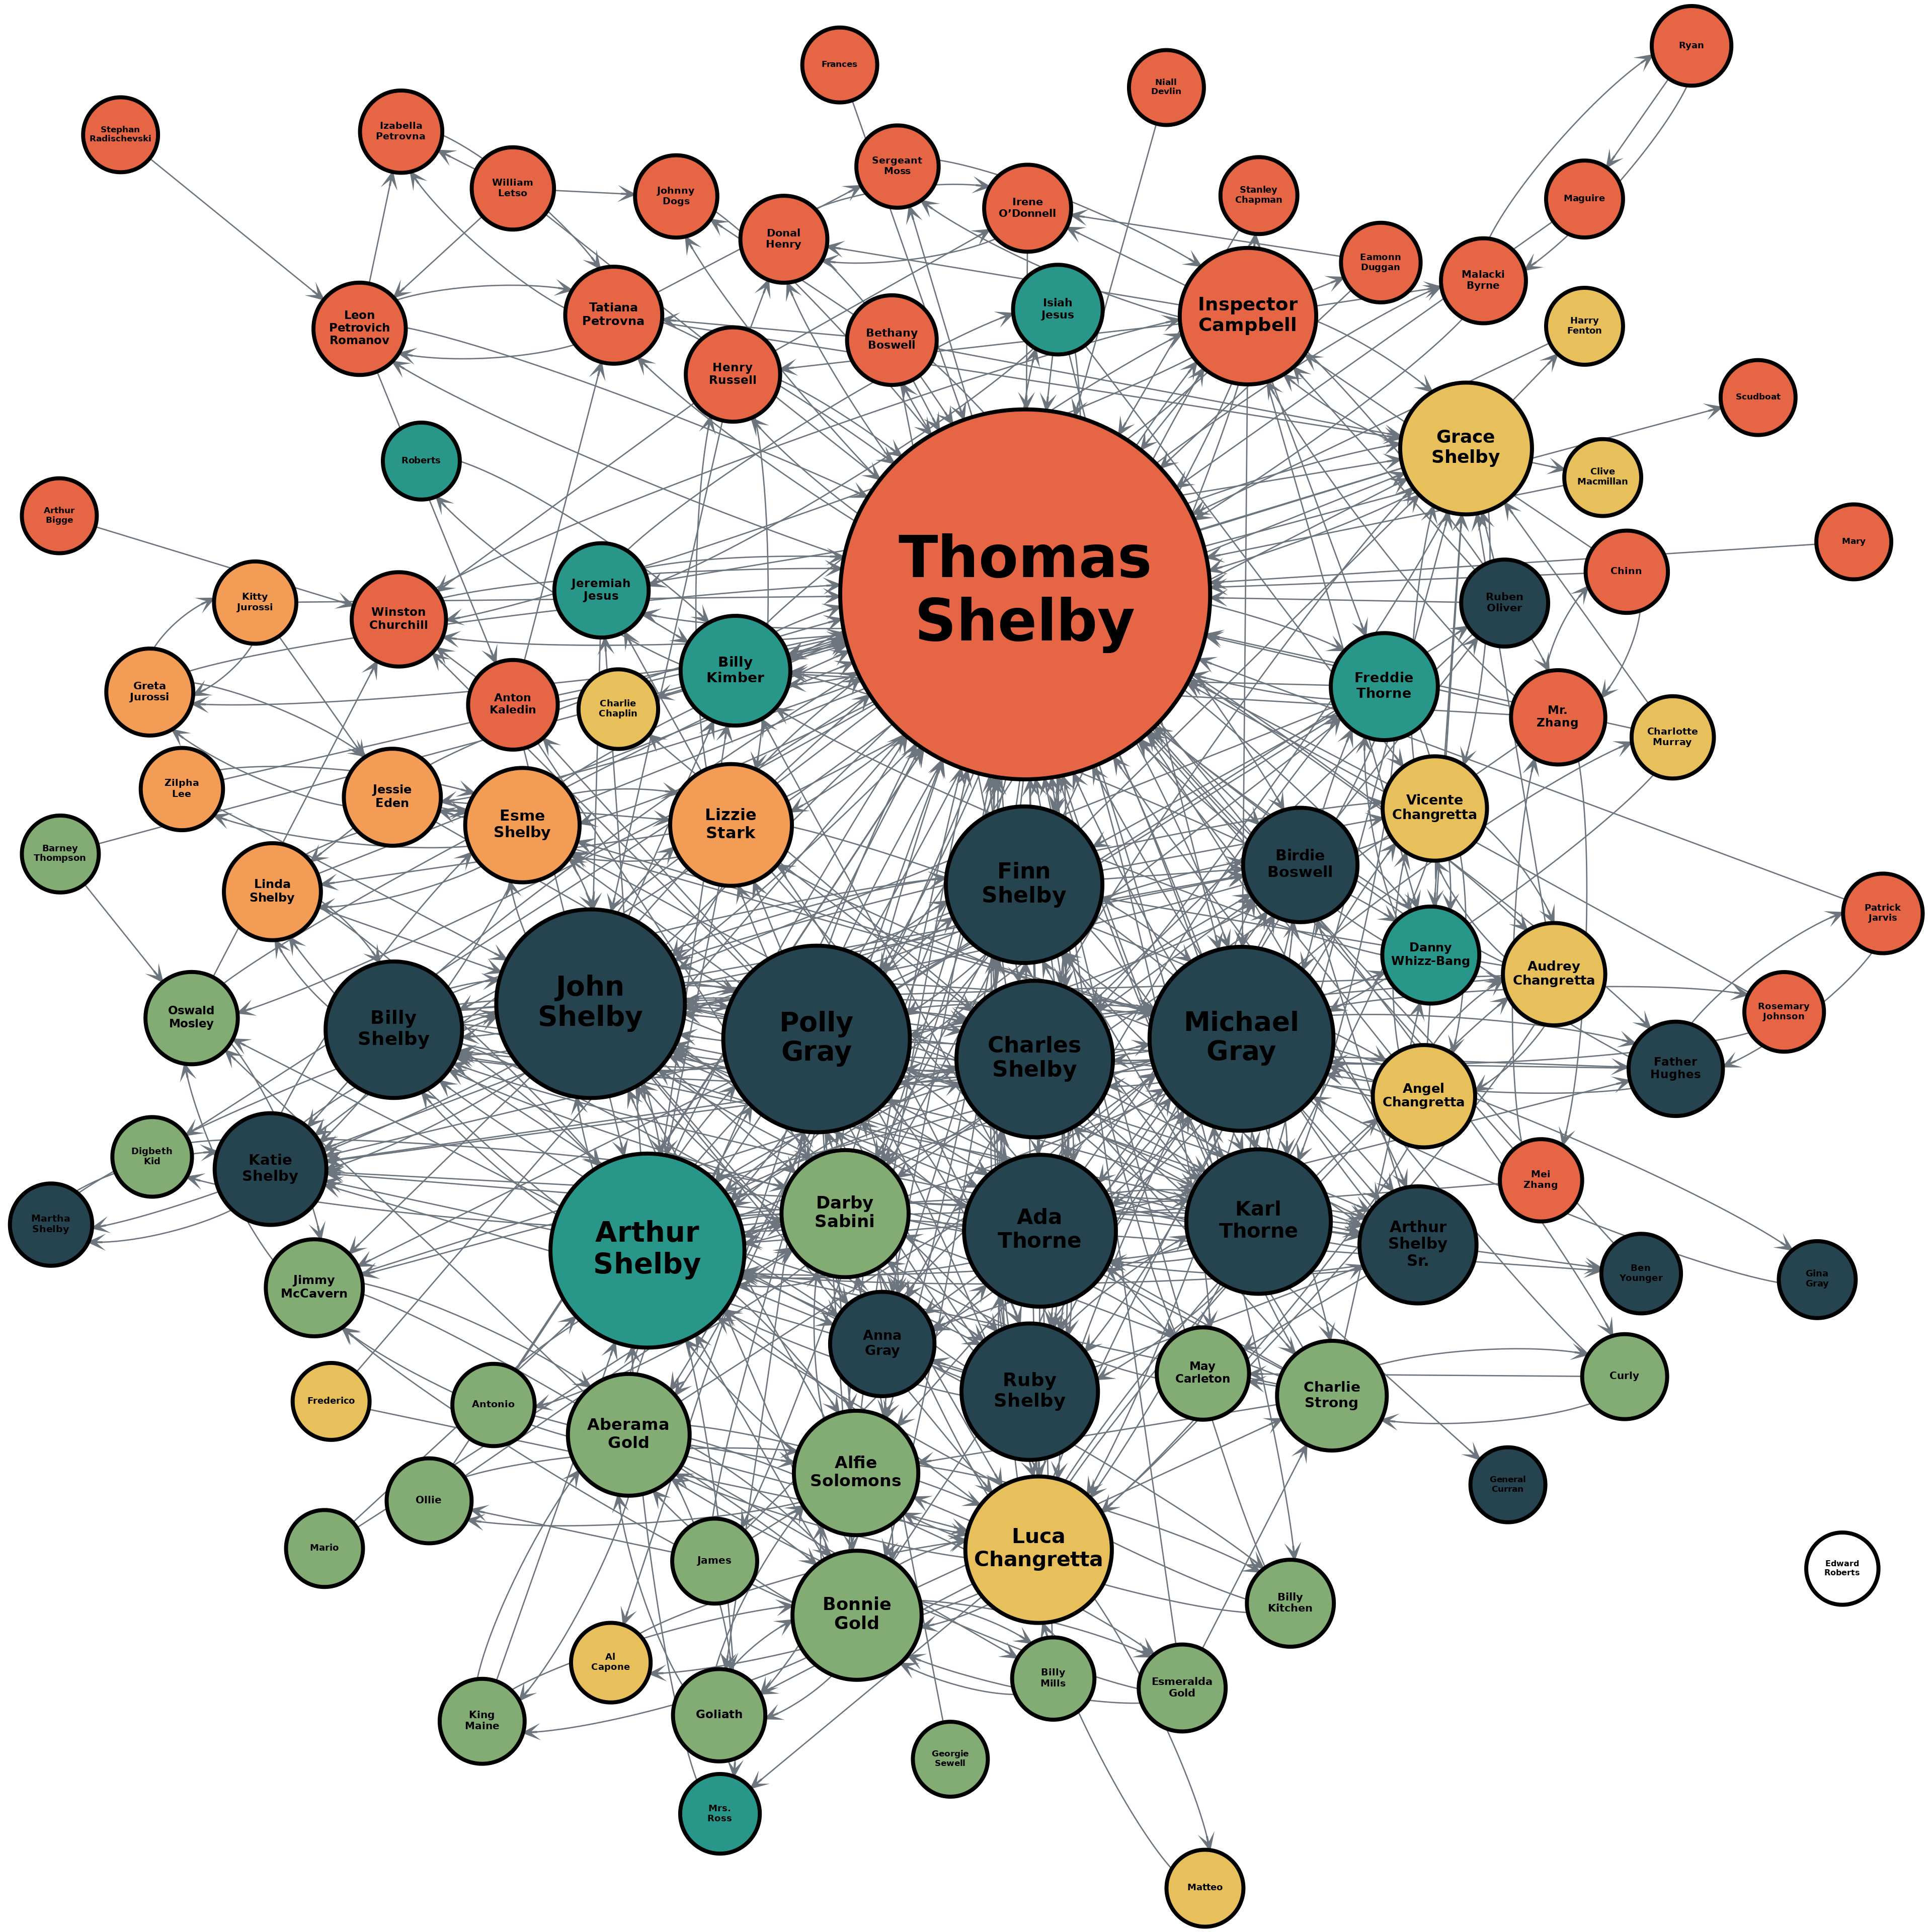 Ryan
Frances
Niall
Devlin
Stephan
Radischevski
Izabella
Petrovna
Sergeant
Moss
William
Letso
Johnny
Dogs
Stanley
Chapman
Maguire
Irene
O'Donnell
Donal
Henry
Eamonn
Duggan
Malacki
Byrne
Isiah
Jesus
Inspector
Campbell
Tatiana
Petrovna
Leon
Petrovich
Romanov
Harry
Fenton
Bethany
Boswell
Henry
Russell
Scudboat
Grace
Shelby
Roberts
Clive
Macmillan
Arthur
Bigge
Mary
Chinn
Thomas
Shelby
Jeremiah
Jesus
Kitty
Jurossi
Ruben
Oliver
Winston
Churchill
Billy
Kimber
Freddie
Thorne
Greta
Jurossi
Anton
Kaledin
Charlie
Chaplin
Mr.
Zhang
Charlotte
Murray
Zilpha
Lee
Jessie
Eden
Vicente
Changretta
Esme
Shelby
Lizzie
Stark
Barney
Thompson
Birdie
Boswell
Finn
Shelby
Linda
Shelby
Patrick
Jarvis
Danny
Whizz-Bang
Audrey
Changretta
John
Shelby
Rosemary
Johnson
Oswald
Mosley
Billy
Shelby
Polly
Gray
Michael
Gray
Charles
Shelby
Father
Hughes
Angel
Changretta
Digbeth
Kid
Katie
Shelby
Mei
Zhang
Martha
Shelby
Darby
Sabini
Ada
Thorne
Karl
Thorne
Arthur
Shelby
Sr.
Arthur
Shelby
Ben
Younger
Gina
Gray
Jimmy
McCavern
Anna
Gray
May
Carleton
Curly
Ruby
Shelby
Charlie
Strong
Frederico
Antonio
Aberama
Gold
Alfie
Solomons
General
Curran
Ollie
Mario
Luca
Changretta
James
Edward
Roberts
Billy
Kitchen
Bonnie
Gold
Al
Capone
Billy
Mills
Esmeralda
Gold
King
Maine
Goliath
Georgie
Sewell
Mrs.
Ross
Matteo